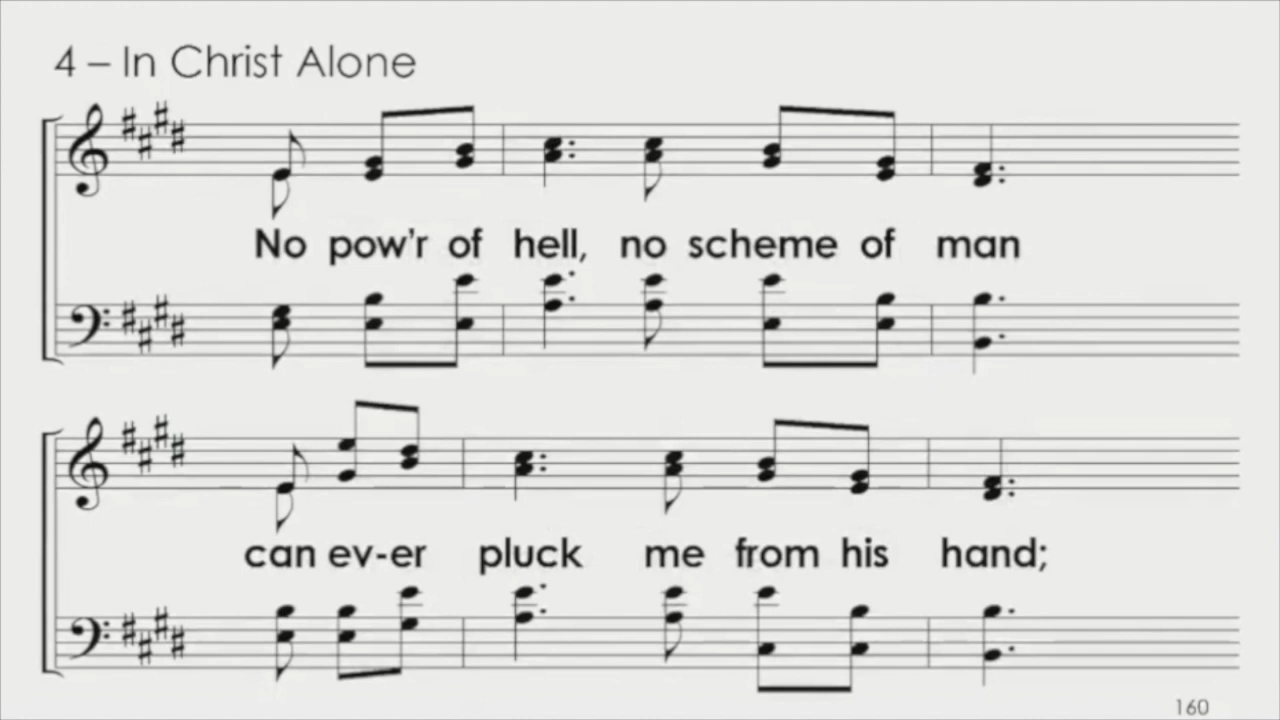 4 – In Christ Alone
No pow'r of hell, no scheme of man
can ev-er pluck me from his hand;
160